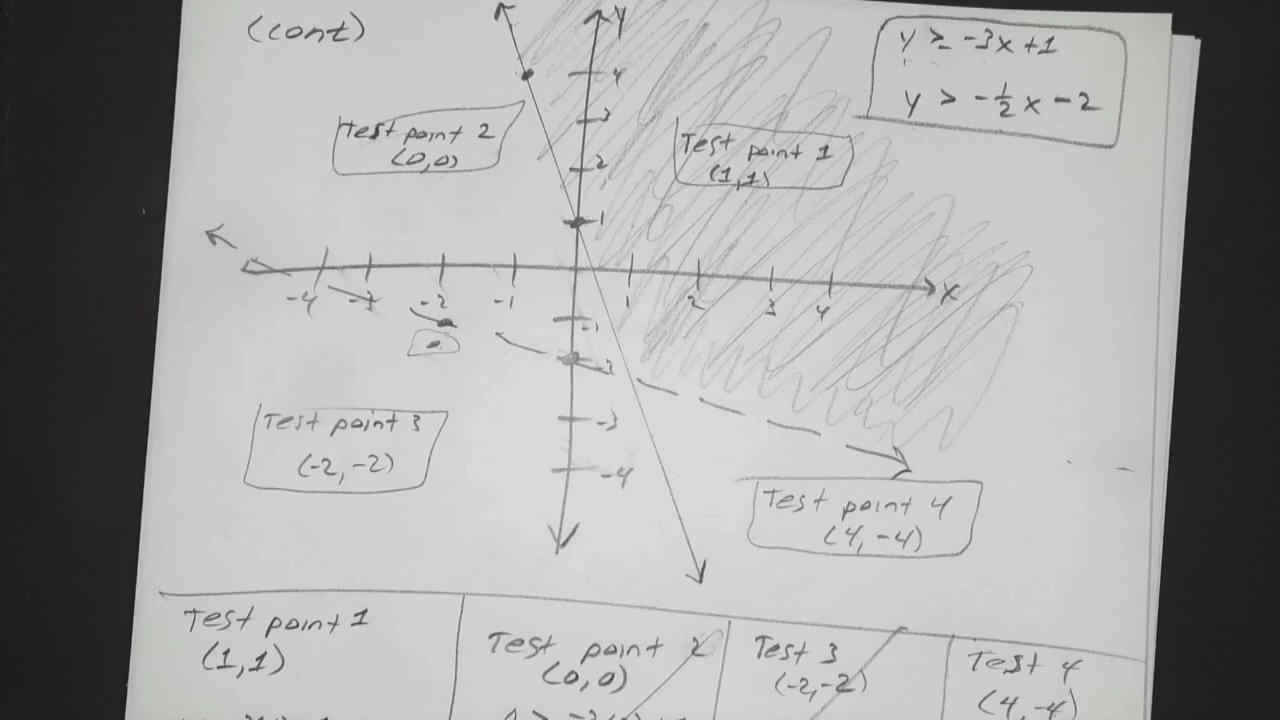 (cont)
y
y ≥ -3x + 1
y > -½x - 2
4
3
Test point 2
(0,0)
Test point 1
(1,1)
2
1
x
-4 -3 -2 -1 1 2 3 4
-1
-2
-3
-4
Test point 3
(-2,-2)
Test point 4
(4,-4)
Test point 1
(1,1)
Test point 2
(0,0)
Test 3
(-2,-2)
Test 4
(4,-4)